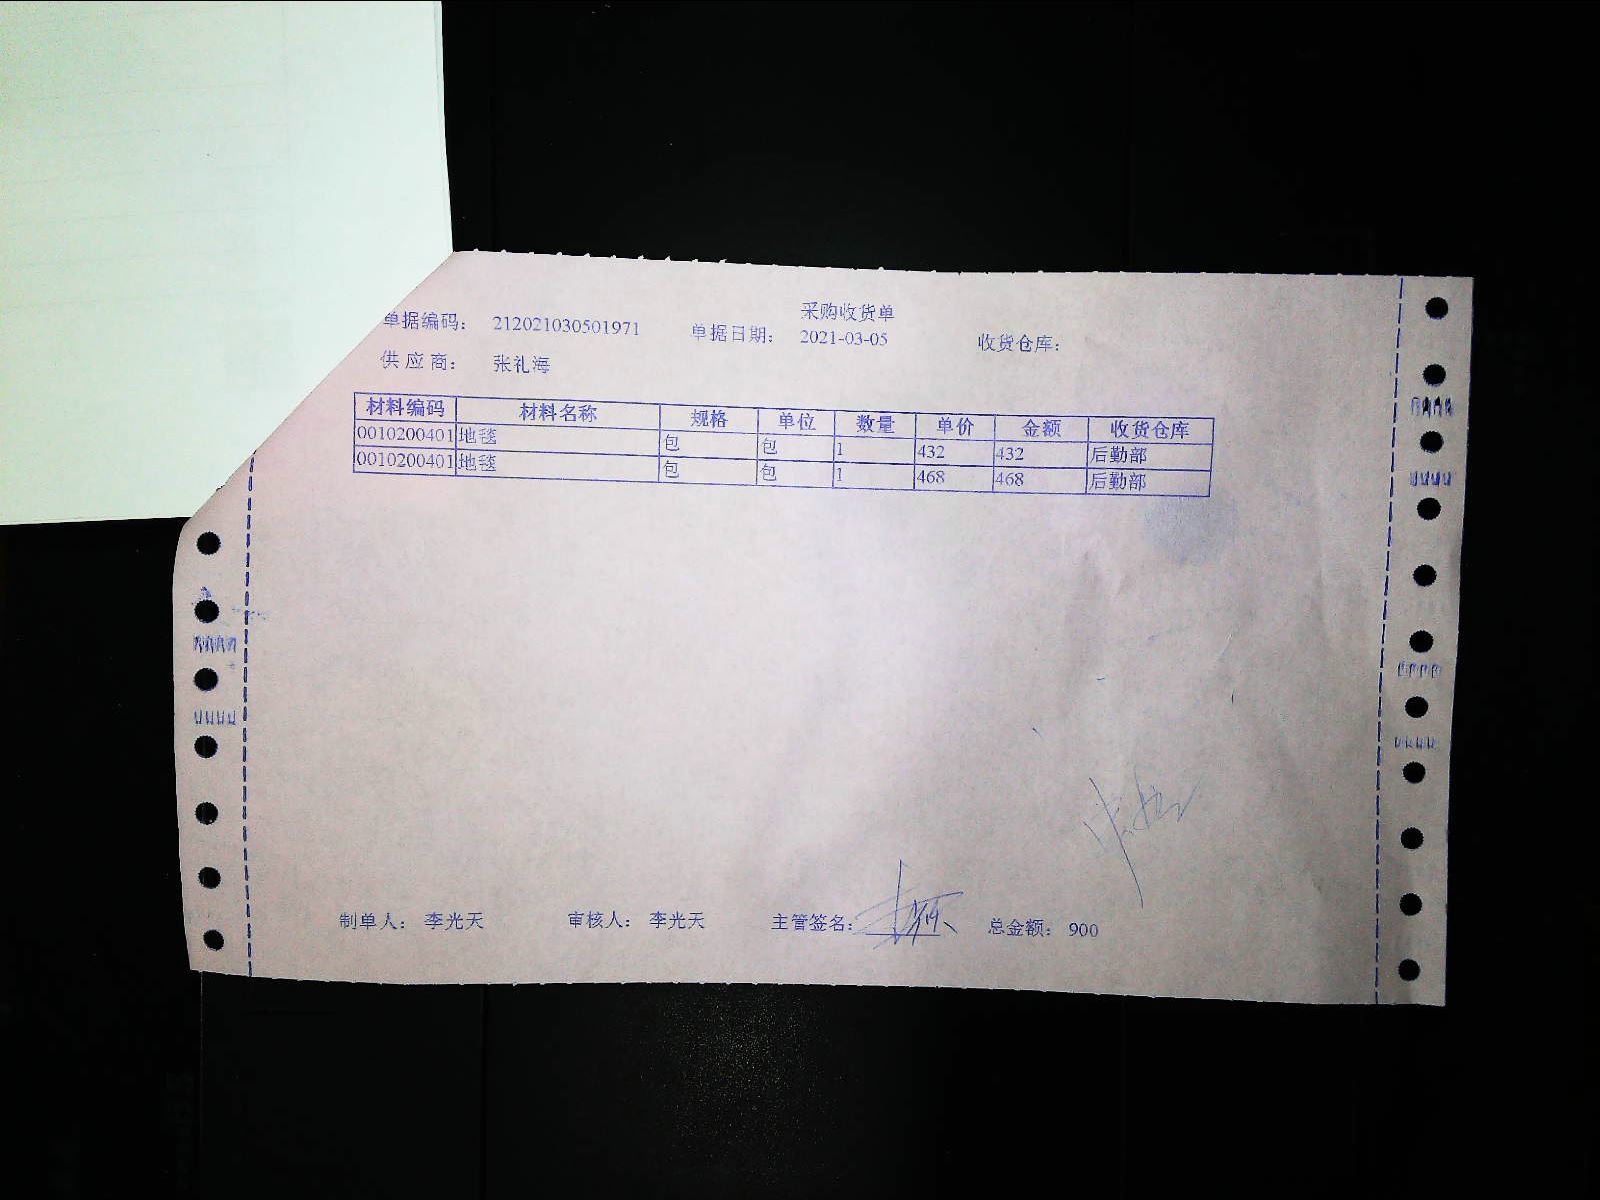 采购收货单
单据编码： 212021030501971 单据日期： 2021-03-05 收货仓库：
供 应 商： 张礼海
材料编码 材料名称 规格 单位 数量 单价 金额 收货仓库
0010200401 地毯 包 包 1 432 432 后勤部
0010200401 地毯 包 包 1 468 468 后勤部
制单人： 李光天 审核人： 李光天 主管签名： 总金额： 900